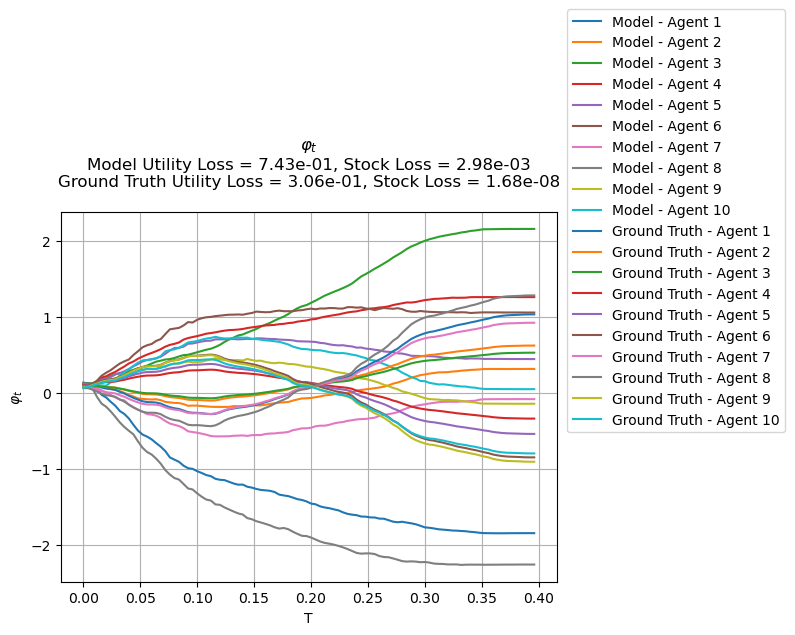 φt
Model Utility Loss = 7.43e-01, Stock Loss = 2.98e-03
Ground Truth Utility Loss = 3.06e-01, Stock Loss = 1.68e-08
2
1
0
−1
−2
φt
0.00 0.05 0.10 0.15 0.20 0.25 0.30 0.35 0.40
T
Model - Agent 1
Model - Agent 2
Model - Agent 3
Model - Agent 4
Model - Agent 5
Model - Agent 6
Model - Agent 7
Model - Agent 8
Model - Agent 9
Model - Agent 10
Ground Truth - Agent 1
Ground Truth - Agent 2
Ground Truth - Agent 3
Ground Truth - Agent 4
Ground Truth - Agent 5
Ground Truth - Agent 6
Ground Truth - Agent 7
Ground Truth - Agent 8
Ground Truth - Agent 9
Ground Truth - Agent 10